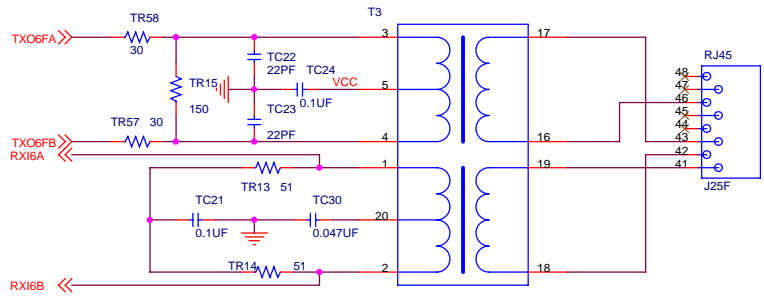 TR58
T3
TXO6FA
3
17
30
TC22
RJ45
22PF
TC24
48
TR15
VCC
5
47
150
0.1UF
46
TC23
45
TR57
30
22PF
44
TXO6FB
4
16
43
RXI6A
42
1
19
41
TR13
51
J25F
TC21
TC30
20
0.1UF
0.047UF
TR14
51
2
18
RXI6B